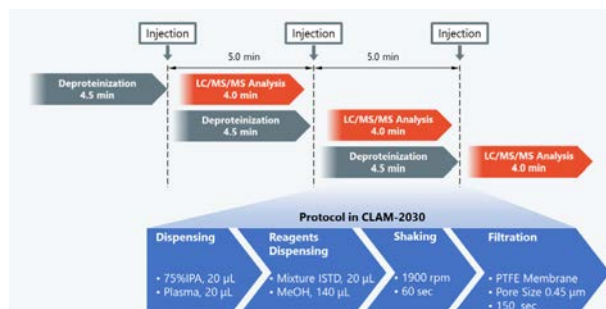 Injection Injection Injection
5.0 min 5.0 min
Deproteinization
4.5 min
LC/MS/MS Analysis
4.0 min
Deproteinization
4.5 min
LC/MS/MS Analysis
4.0 min
Deproteinization
4.5 min
LC/MS/MS Analysis
4.0 min
Protocol in CLAM-2030
Dispensing
• 75%IPA, 20 µL
• Plasma, 20 µL
Reagents
Dispensing
• Mixture ISTD, 20 µL
• MeOH, 140 µL
Shaking
• 1900 rpm
• 60 sec
Filtration
• PTFE Membrane
• Pore Size 0.45 µm
• 150 sec